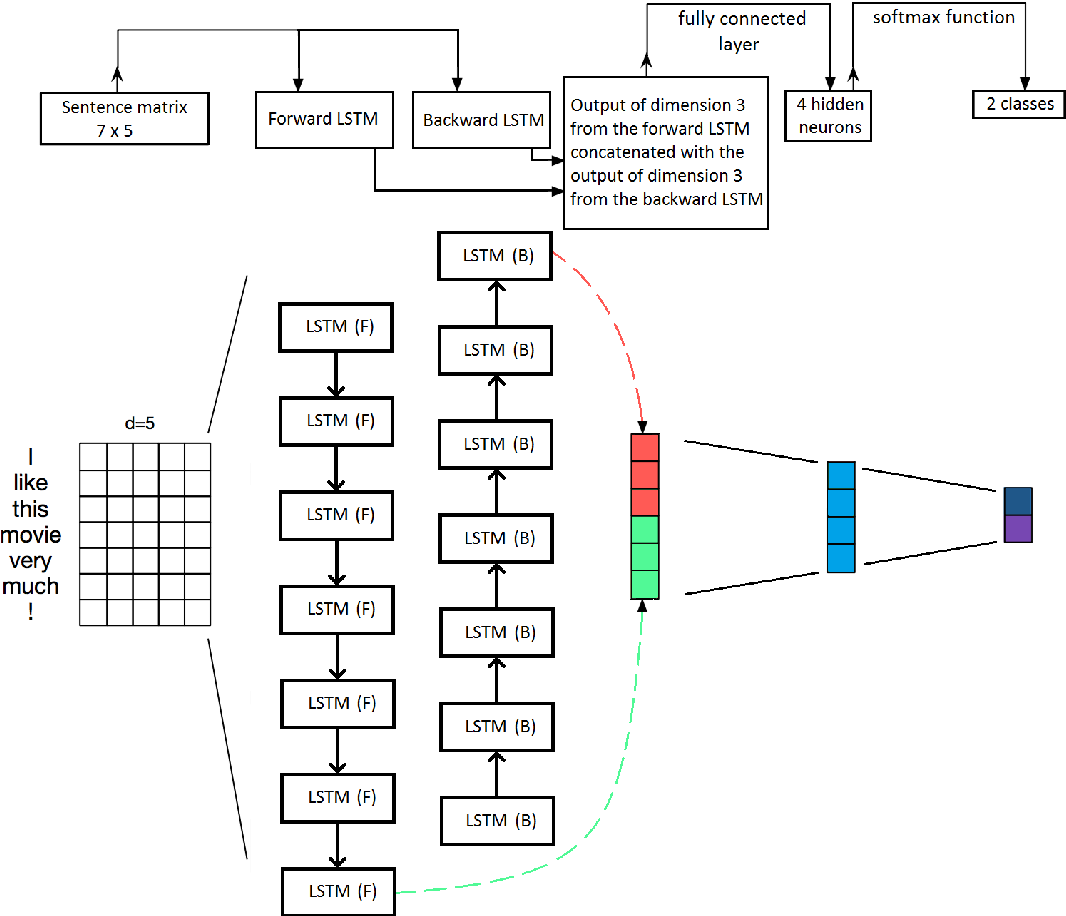 fully connected
layer
softmax function
Sentence matrix
7 x 5
Forward LSTM
Backward LSTM
Output of dimension 3
from the forward LSTM
concatenated with the
output of dimension 3
from the backward LSTM
4 hidden
neurons
2 classes
d=5
I
like
this
movie
very
much
!
LSTM (F)
LSTM (F)
LSTM (F)
LSTM (F)
LSTM (F)
LSTM (F)
LSTM (F)
LSTM (B)
LSTM (B)
LSTM (B)
LSTM (B)
LSTM (B)
LSTM (B)
LSTM (B)